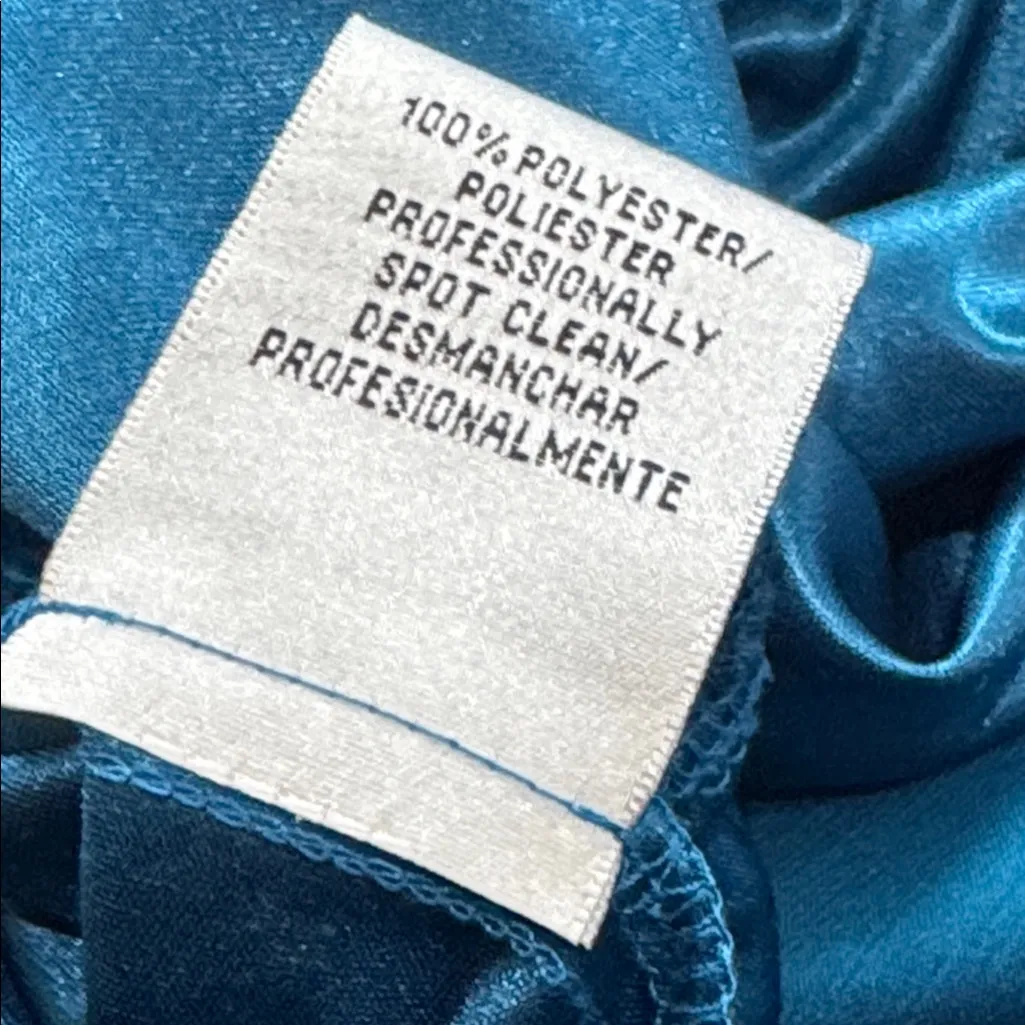 100% POLYESTER/
POLIESTER
PROFESSIONALLY
SPOT CLEAN/
DESMANCHAR
PROFESIONALMENTE